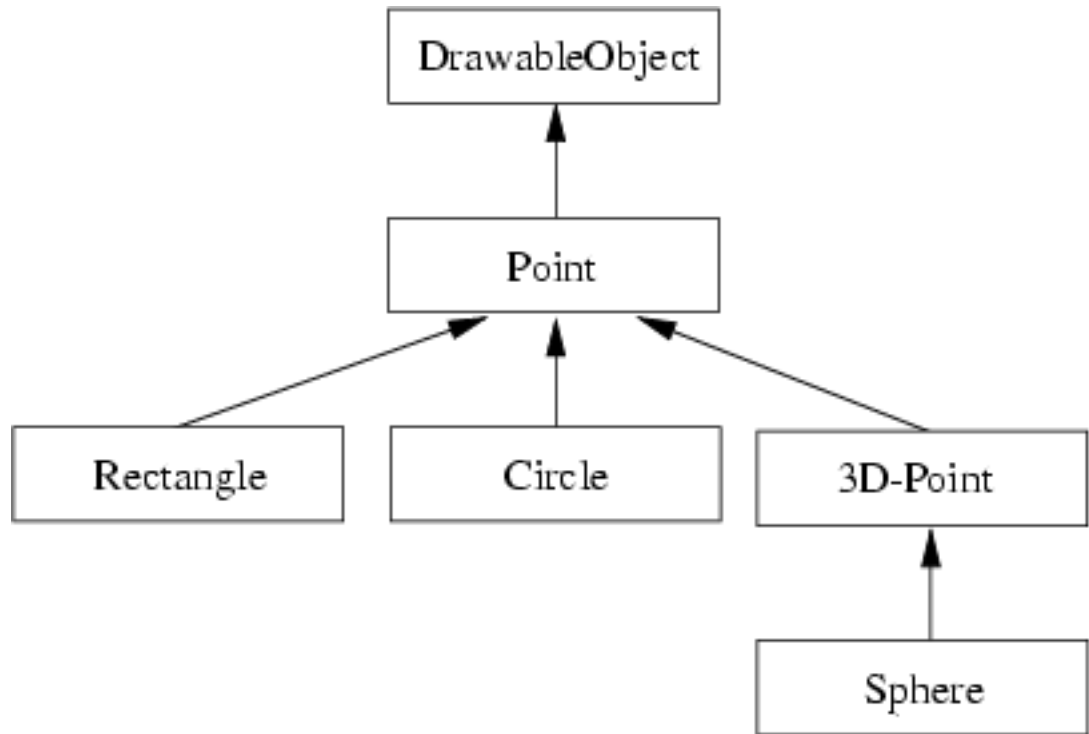 DrawableObject
Point
Rectangle
Circle
3D-Point
Sphere